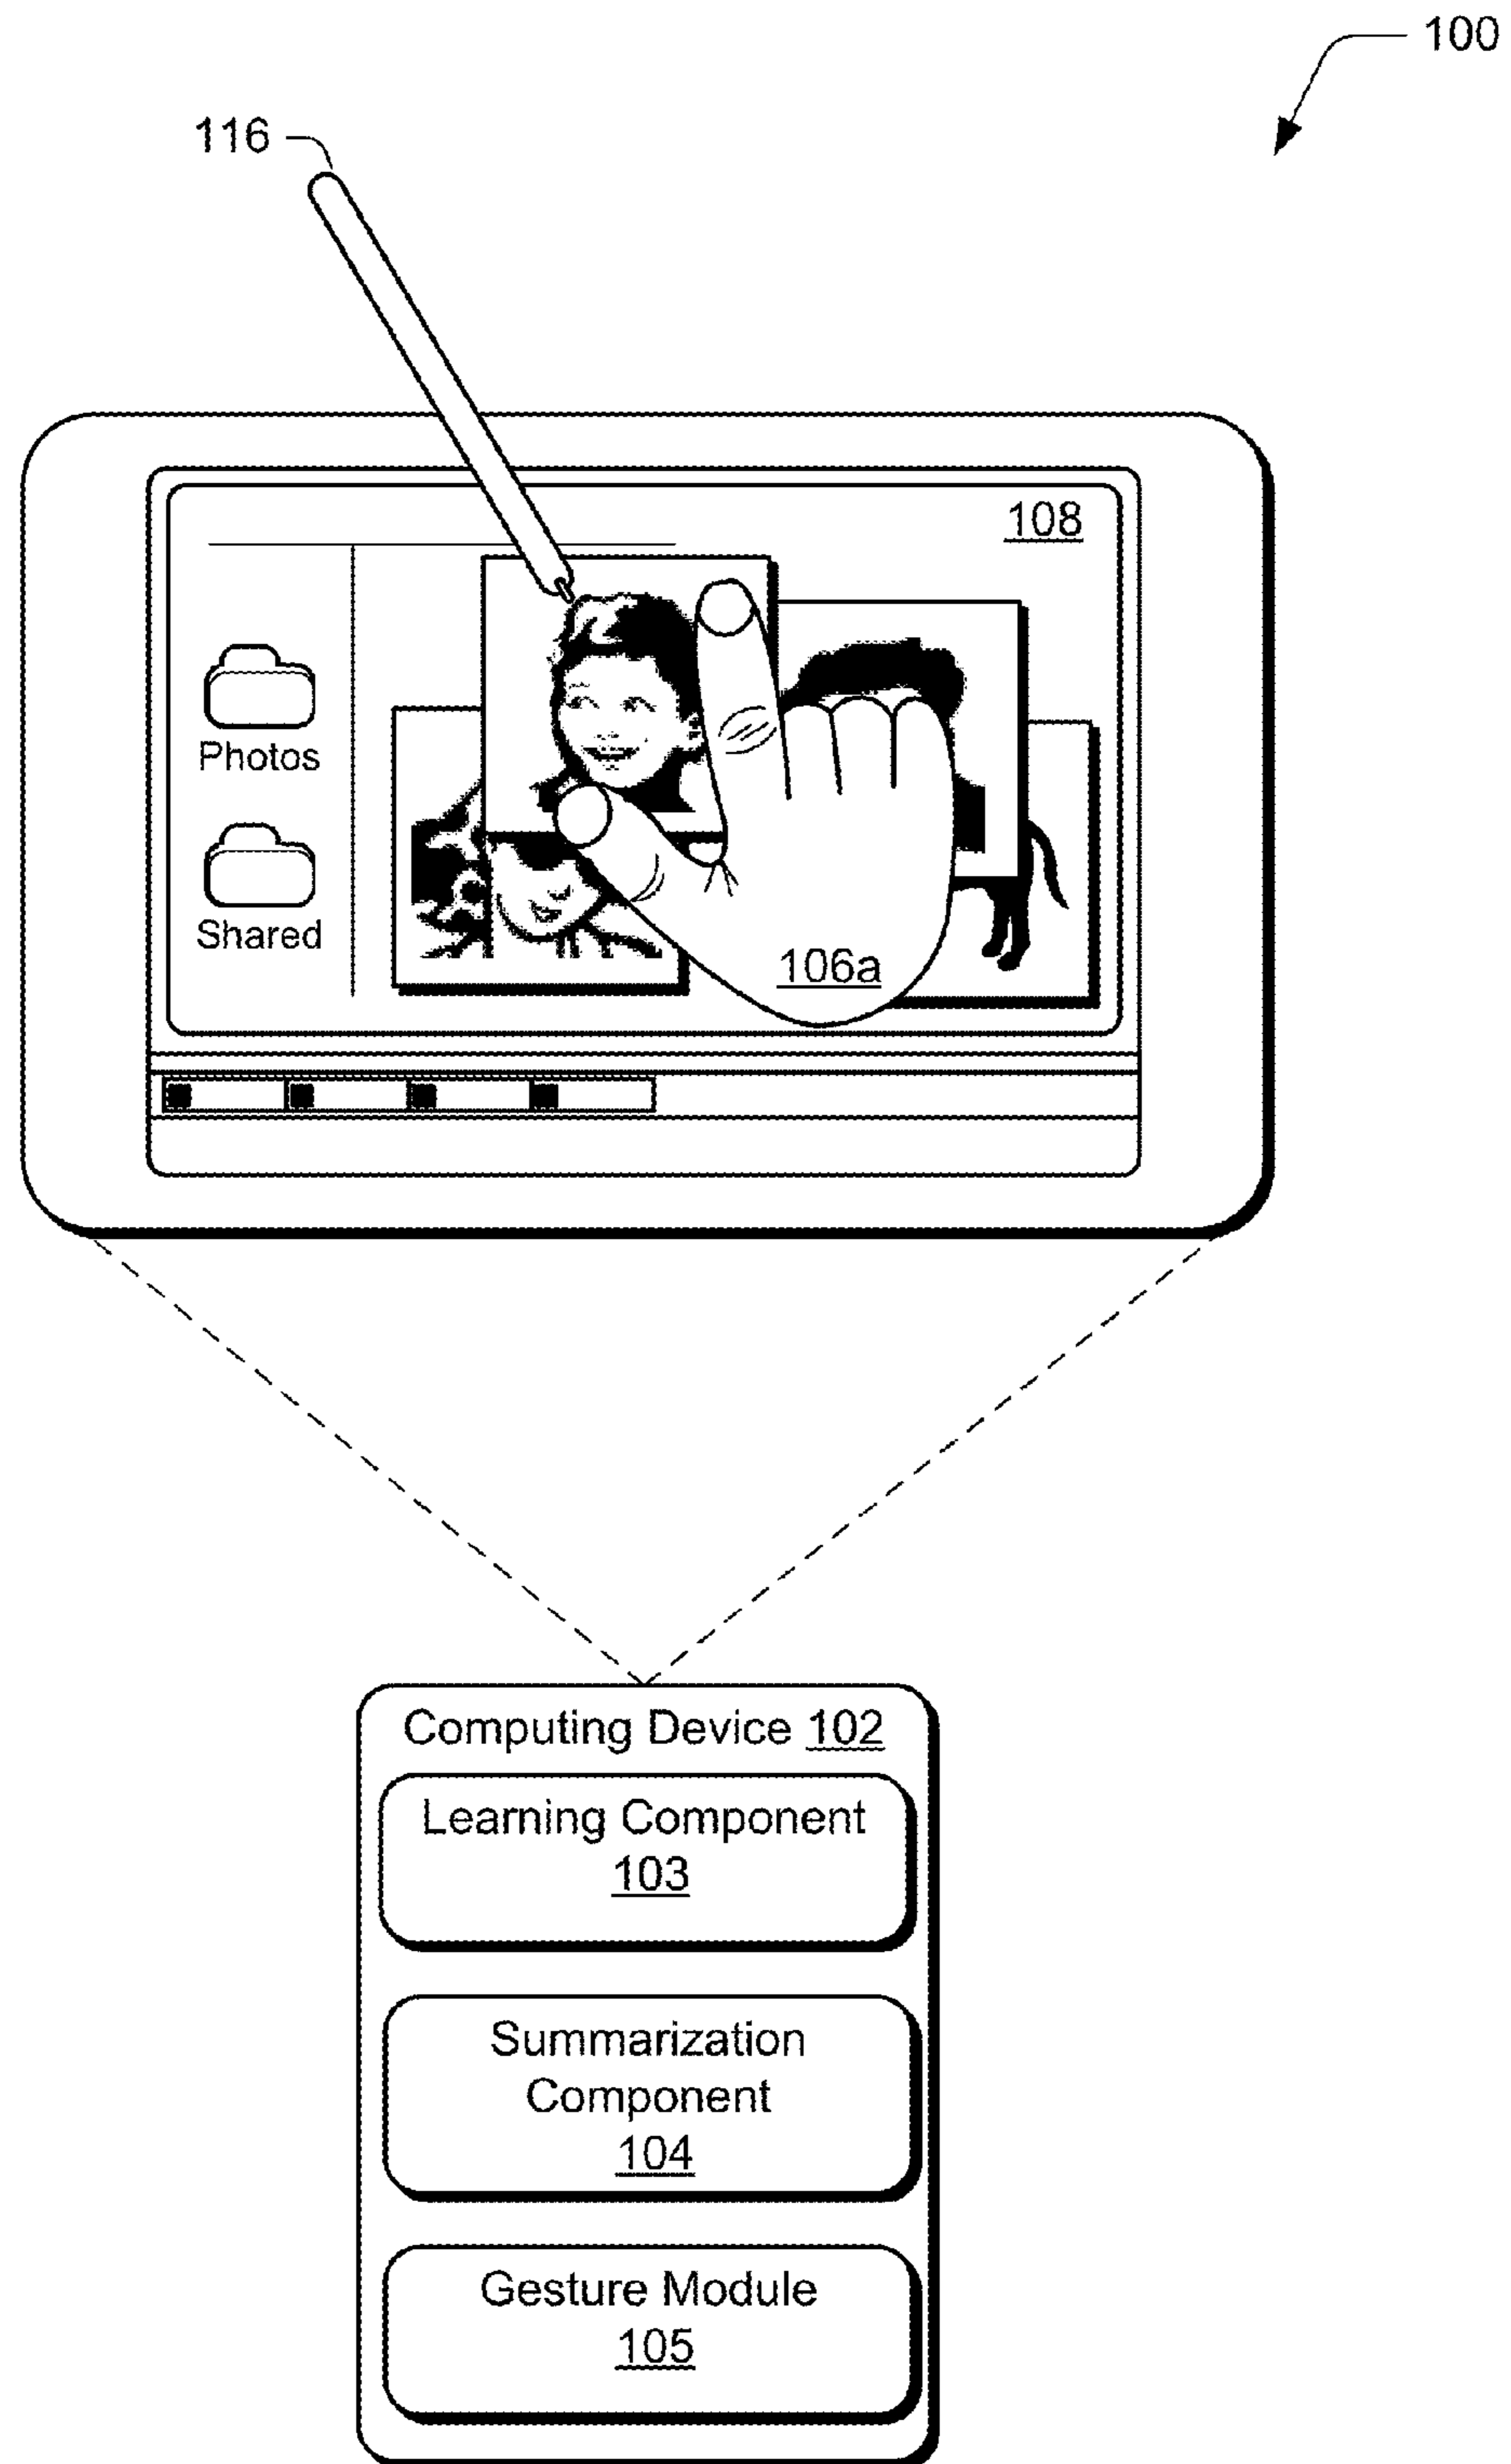 100
116
108
Photos
Shared
106a
Computing Device 102
Learning Component
103
Summarization
Component
104
Gesture Module
105